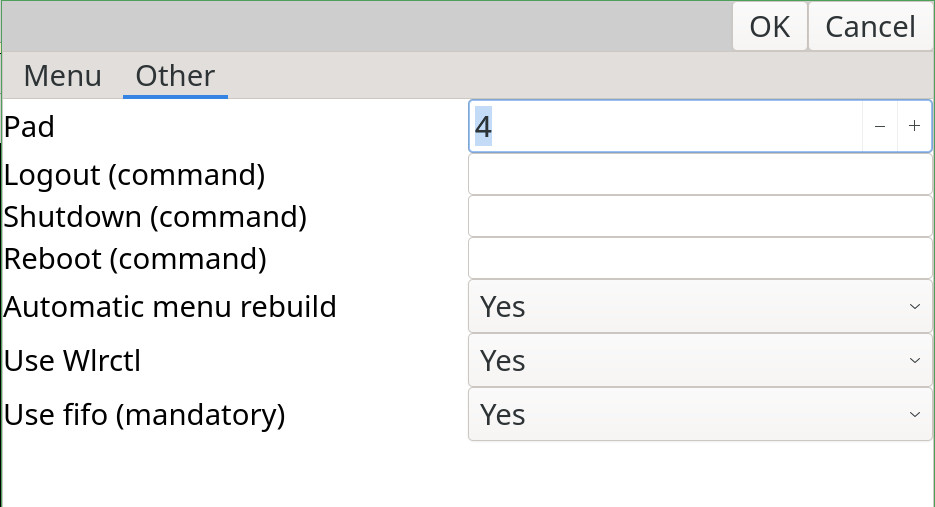 OK Cancel
Menu Other
Pad 4 − +
Logout (command)
Shutdown (command)
Reboot (command)
Automatic menu rebuild Yes
Use Wlrctl Yes
Use fifo (mandatory) Yes